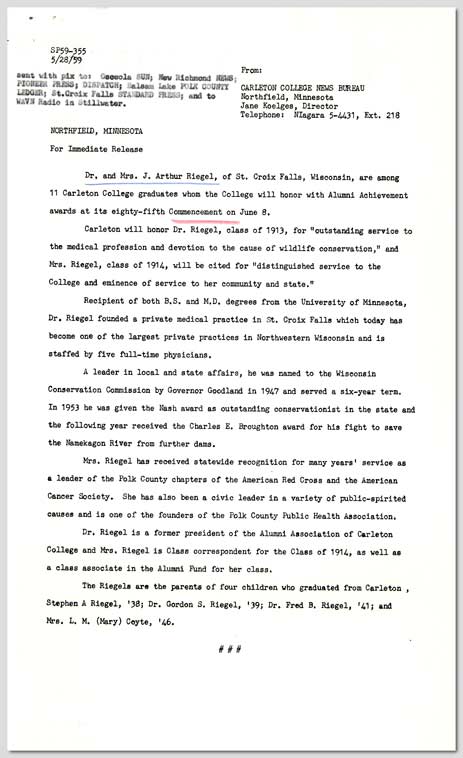 SP59-355
5/28/59
sent with pix to: Osceola SUN; New Richmond NEWS;
PIONEER PRESS; DISPATCH; Balsam Lake POLK COUNTY
LEDGER; St.Croix Falls STANDARD PRESS; and to
WAVN Radio in Stillwater.
From:
CARLETON COLLEGE NEWS BUREAU
Northfield, Minnesota
Jane Koelges, Director
Telephone: NIagara 5-4431, Ext. 218
NORTHFIELD, MINNESOTA
For Immediate Release
Dr. and Mrs. J. Arthur Riegel, of St. Croix Falls, Wisconsin, are among
11 Carleton College graduates whom the College will honor with Alumni Achievement
awards at its eighty-fifth Commencement on June 8.
Carleton will honor Dr. Riegel, class of 1913, for "outstanding service to
the medical profession and devotion to the cause of wildlife conservation," and
Mrs. Riegel, class of 1914, will be cited for "distinguished service to the
College and eminence of service to her community and state."
Recipient of both B.S. and M.D. degrees from the University of Minnesota,
Dr. Riegel founded a private medical practice in St. Croix Falls which today has
become one of the largest private practices in Northwestern Wisconsin and is
staffed by five full-time physicians.
A leader in local and state affairs, he was named to the Wisconsin
Conservation Commission by Governor Goodland in 1947 and served a six-year term.
In 1953 he was given the Nash award as outstanding conservationist in the state and
the following year received the Charles E. Broughton award for his fight to save
the Namekagon River from further dams.
Mrs. Riegel has received statewide recognition for many years' service as
a leader of the Polk County chapters of the American Red Cross and the American
Cancer Society. She has also been a civic leader in a variety of public-spirited
causes and is one of the founders of the Polk County Public Health Association.
Dr. Riegel is a former president of the Alumni Association of Carleton
College and Mrs. Riegel is Class correspondent for the Class of 1914, as well as
a class associate in the Alumni Fund for her class.
The Riegels are the parents of four children who graduated from Carleton ,
Stephen A Riegel, '38; Dr. Gordon S. Riegel, '39; Dr. Fred B. Riegel, '41; and
Mrs. L. M. (Mary) Coyte, '46.
# # #